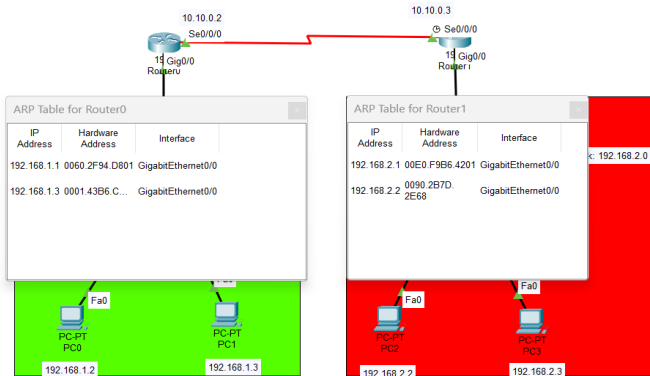 10.10.0.2
10.10.0.3
Se0/0/0
Se0/0/0
Gig0/0
Gig0/0
Router0
ARP Table for Router0
IP Address
Hardware Address
Interface
192.168.1.1 0060.2F94.D801 GigabitEthernet0/0
192.168.1.3 0001.43B6.C... GigabitEthernet0/0
ARP Table for Router1
IP Address
Hardware Address
Interface
192.168.2.1 00E0.F9B6.4201 GigabitEthernet0/0
192.168.2.2 0090.2B7D.2E68 GigabitEthernet0/0
192.168.2.0
Fa0
Fa0
Fa0
PC-PT
PC0
PC-PT
PC1
PC-PT
PC2
PC-PT
PC3
192.168.1.2
192.168.1.3
192.168.2.2
192.168.2.3